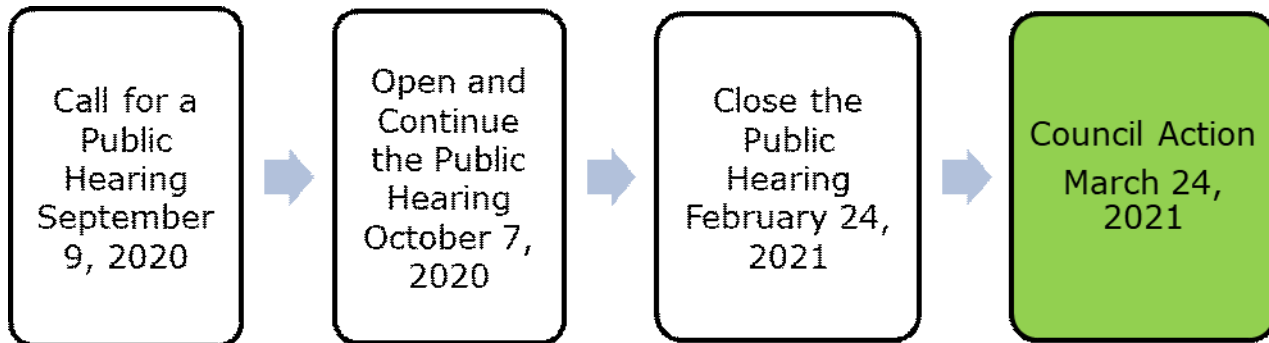 Call for a
Public
Hearing
September
9, 2020
Open and
Continue
the Public
Hearing
October 7,
2020
Close the
Public
Hearing
February 24,
2021
Council Action
March 24,
2021